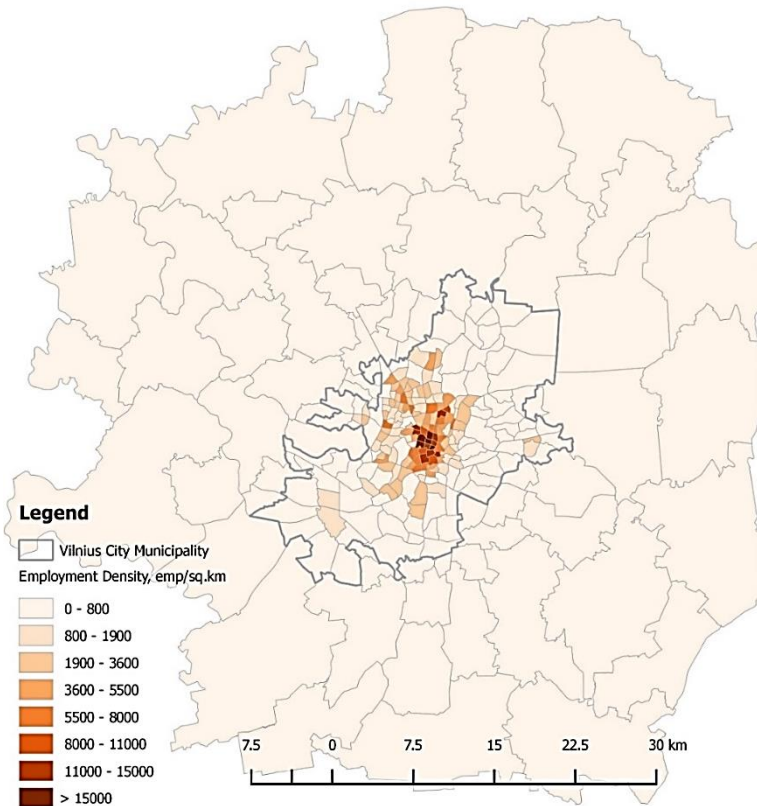 Legend
Vilnius City Municipality
Employment Density, emp/sq.km
0 - 800
800 - 1900
1900 - 3600
3600 - 5500
5500 - 8000
8000 - 11000
11000 - 15000
> 15000
7.5 0 7.5 15 22.5 30 km